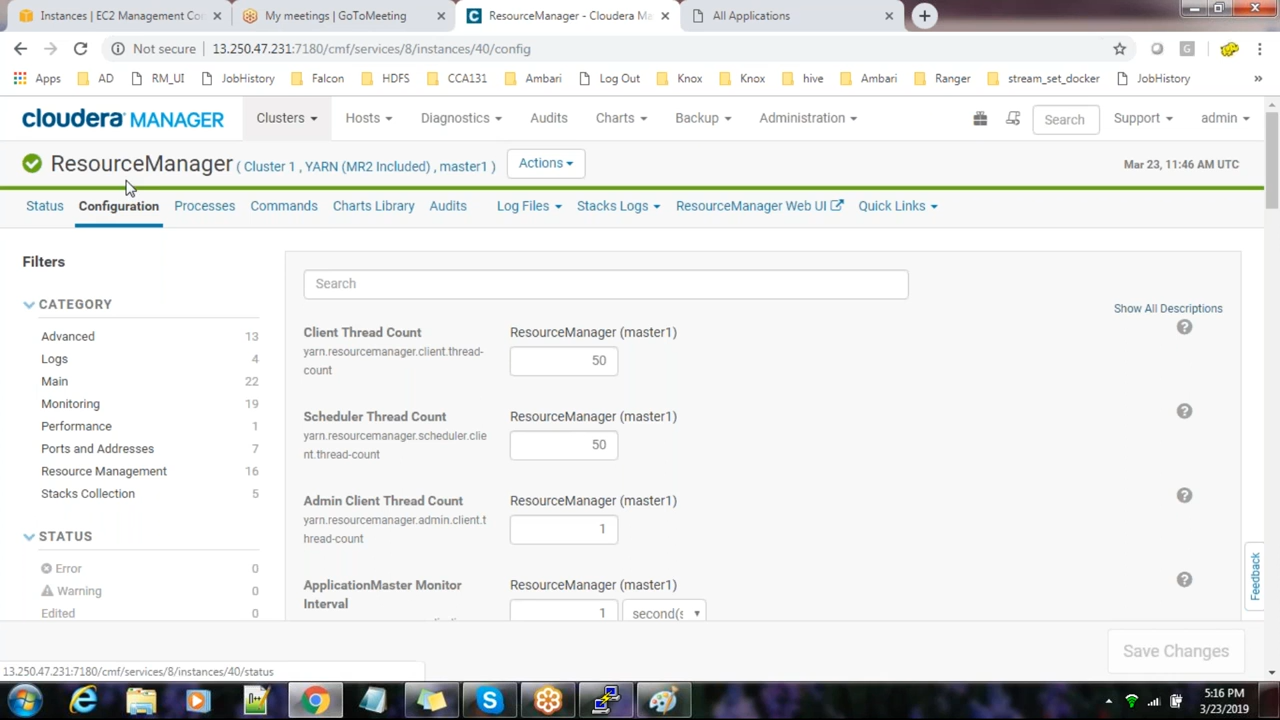 Instances | EC2 Management Co
My meetings | GoToMeeting
ResourceManager - Cloudera Ma
All Applications
Not secure
13.250.47.231:7180/cmf/services/8/instances/40/config
Apps
AD
RM_UI
JobHistory
Falcon
HDFS
CCA131
Ambari
Log Out
Knox
Knox
hive
Ambari
Ranger
stream_set_docker
JobHistory
cloudera MANAGER
Clusters
Hosts
Diagnostics
Audits
Charts
Backup
Administration
Search
Support
admin
ResourceManager ( Cluster 1 , YARN (MR2 Included) , master1 )
Actions
Mar 23, 11:46 AM UTC
Status
Configuration
Processes
Commands
Charts Library
Audits
Log Files
Stacks Logs
ResourceManager Web UI
Quick Links
Filters
CATEGORY
Advanced 13
Logs 4
Main 22
Monitoring 19
Performance 1
Ports and Addresses 7
Resource Management 16
Stacks Collection 5
STATUS
Error 0
Warning 0
Edited 0
Search
Show All Descriptions
Client Thread Count
yarn.resourcemanager.client.thread-
count
ResourceManager (master1)
50
Scheduler Thread Count
yarn.resourcemanager.scheduler.clie
nt.thread-count
ResourceManager (master1)
50
Admin Client Thread Count
yarn.resourcemanager.admin.client.t
hread-count
ResourceManager (master1)
1
ApplicationMaster Monitor
Interval
ResourceManager (master1)
1
second(s
Feedback
Save Changes
13.250.47.231:7180/cmf/services/8/instances/40/status
5:16 PM
3/23/2019